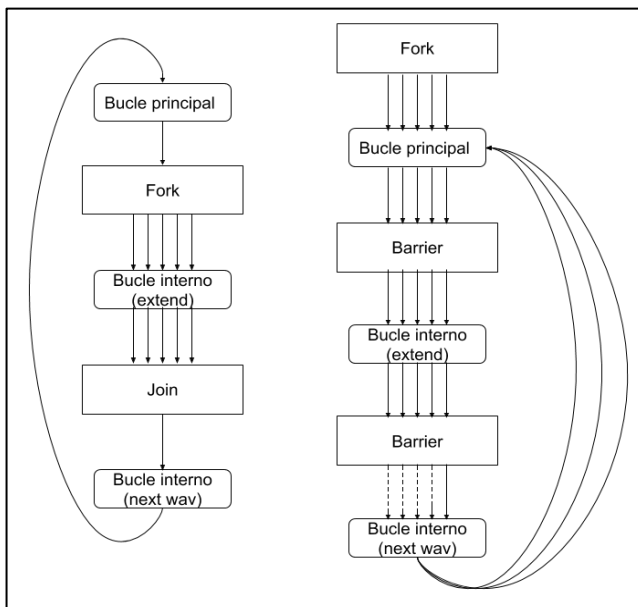 Bucle principal
Fork
Bucle interno
(extend)
Join
Bucle interno
(next wav)
Fork
Bucle principal
Barrier
Bucle interno
(extend)
Barrier
Bucle interno
(next wav)